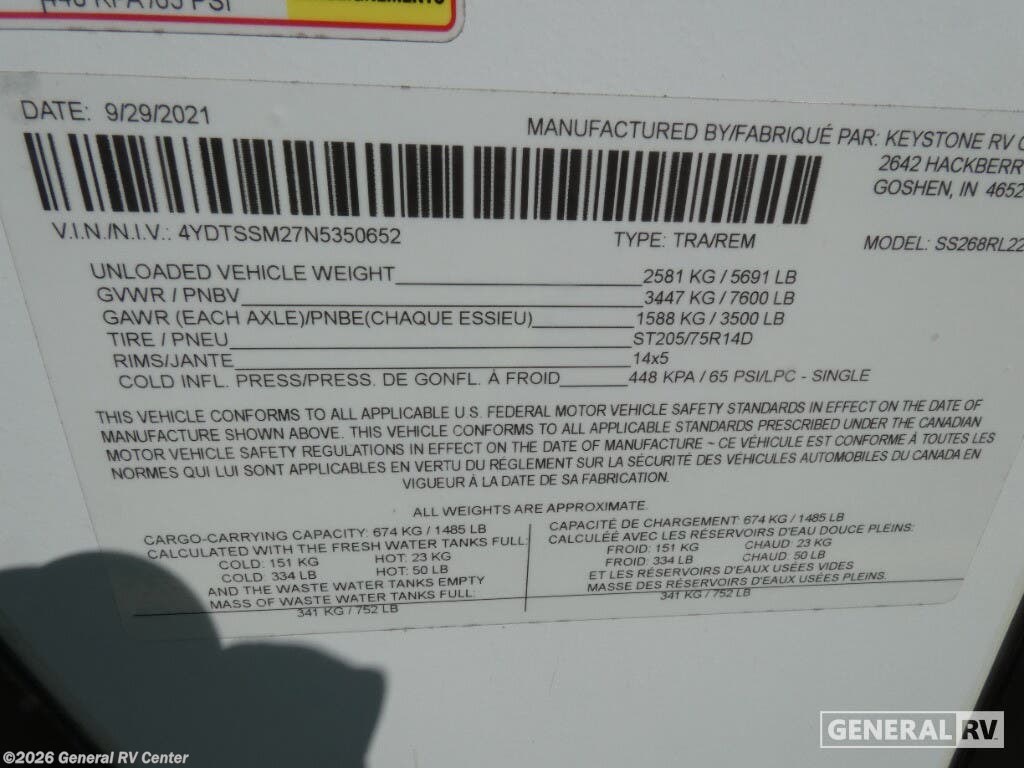 448 KPA /65 PSI
DATE: 9/29/2021
MANUFACTURED BY/FABRIQUÉ PAR: KEYSTONE RV
2642 HACKBERRY
GOSHEN, IN 4652
V.I.N./N.I.V.: 4YDTSSM27N5350652
TYPE: TRA/REM
MODEL: SS268RL22
UNLOADED VEHICLE WEIGHT 2581 KG / 5691 LB
GVWR / PNBV 3447 KG / 7600 LB
GAWR (EACH AXLE)/PNBE(CHAQUE ESSIEU) 1588 KG / 3500 LB
TIRE / PNEU ST205/75R14D
RIMS/JANTE 14x5
COLD INFL. PRESS/PRESS. DE GONFL. À FROID 448 KPA / 65 PSI/LPC - SINGLE
THIS VEHICLE CONFORMS TO ALL APPLICABLE U.S. FEDERAL MOTOR VEHICLE SAFETY STANDARDS IN EFFECT ON THE DATE OF
MANUFACTURE SHOWN ABOVE. THIS VEHICLE CONFORMS TO ALL APPLICABLE STANDARDS PRESCRIBED UNDER THE CANADIAN
MOTOR VEHICLE SAFETY REGULATIONS IN EFFECT ON THE DATE OF MANUFACTURE ~ CE VÉHICULE EST CONFORME À TOUTES LES
NORMES QUI LUI SONT APPLICABLES EN VERTU DU RÉGLEMENT SUR LA SÉCURITÉ DES VÉHICULES AUTOMOBILES DU CANADA EN
VIGUEUR À LA DATE DE SA FABRICATION.
ALL WEIGHTS ARE APPROXIMATE.
CARGO-CARRYING CAPACITY: 674 KG / 1485 LB
CALCULATED WITH THE FRESH WATER TANKS FULL:
COLD: 151 KG HOT: 23 KG
COLD: 334 LB HOT: 50 LB
AND THE WASTE WATER TANKS EMPTY
MASS OF WASTE WATER TANKS FULL:
341 KG / 752 LB
CAPACITÉ DE CHARGEMENT: 674 KG / 1485 LB
CALCULÉE AVEC LES RÉSERVOIRS D'EAU DOUCE PLEINS:
FROID: 151 KG CHAUD: 23 KG
FROID: 334 LB CHAUD: 50 LB
ET LES RÉSERVOIRS D'EAUX USÉES VIDES
MASSE DES RÉSERVOIRS D'EAUX USÉES PLEINS:
341 KG / 752 LB
GENERAL RV
©2026 General RV Center